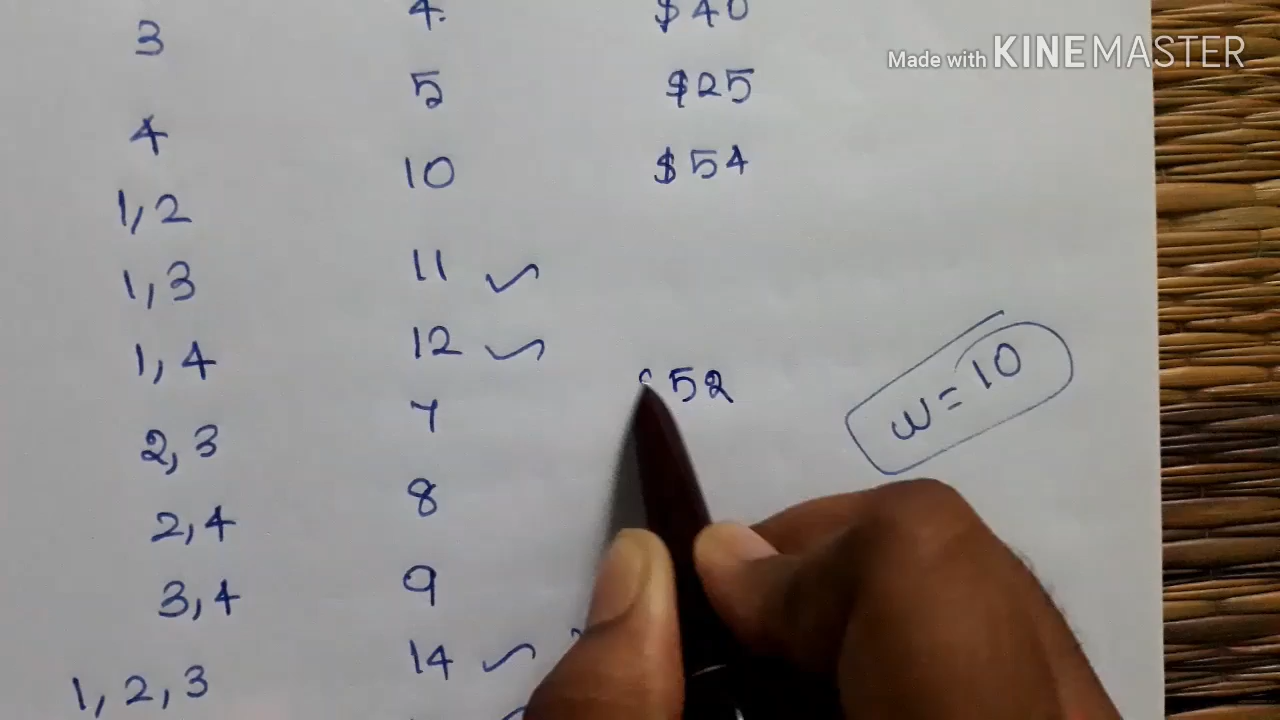 3 4 $40
4 5 $25
1,2 10 $54
1,3 11
1,4 12
2,3 7 $52
2,4 8
3,4 9
1,2,3 14
w=10
Made with KINEMASTER